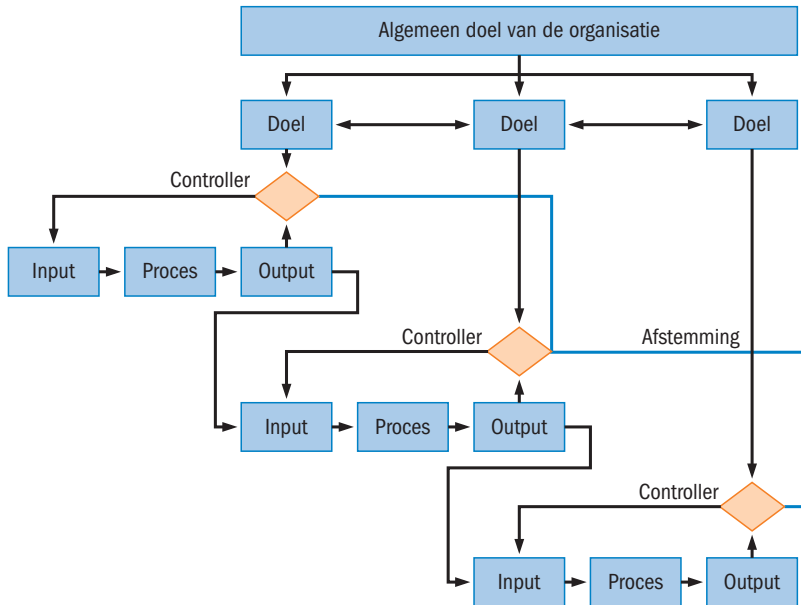 Algemeen doel van de organisatie
Doel
Doel
Doel
Controller
Input
Proces
Output
Controller
Afstemming
Input
Proces
Output
Controller
Input
Proces
Output